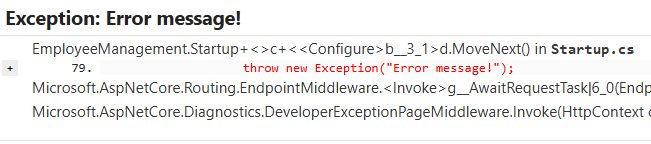 Exception: Error message!
EmployeeManagement.Startup+<>c+<<Configure>b__3_1>d.MoveNext() in Startup.cs
+ 79. throw new Exception("Error message!");
Microsoft.AspNetCore.Routing.EndpointMiddleware.<Invoke>g__AwaitRequestTask|6_0(Endp
Microsoft.AspNetCore.Diagnostics.DeveloperExceptionPageMiddleware.Invoke(HttpContext c